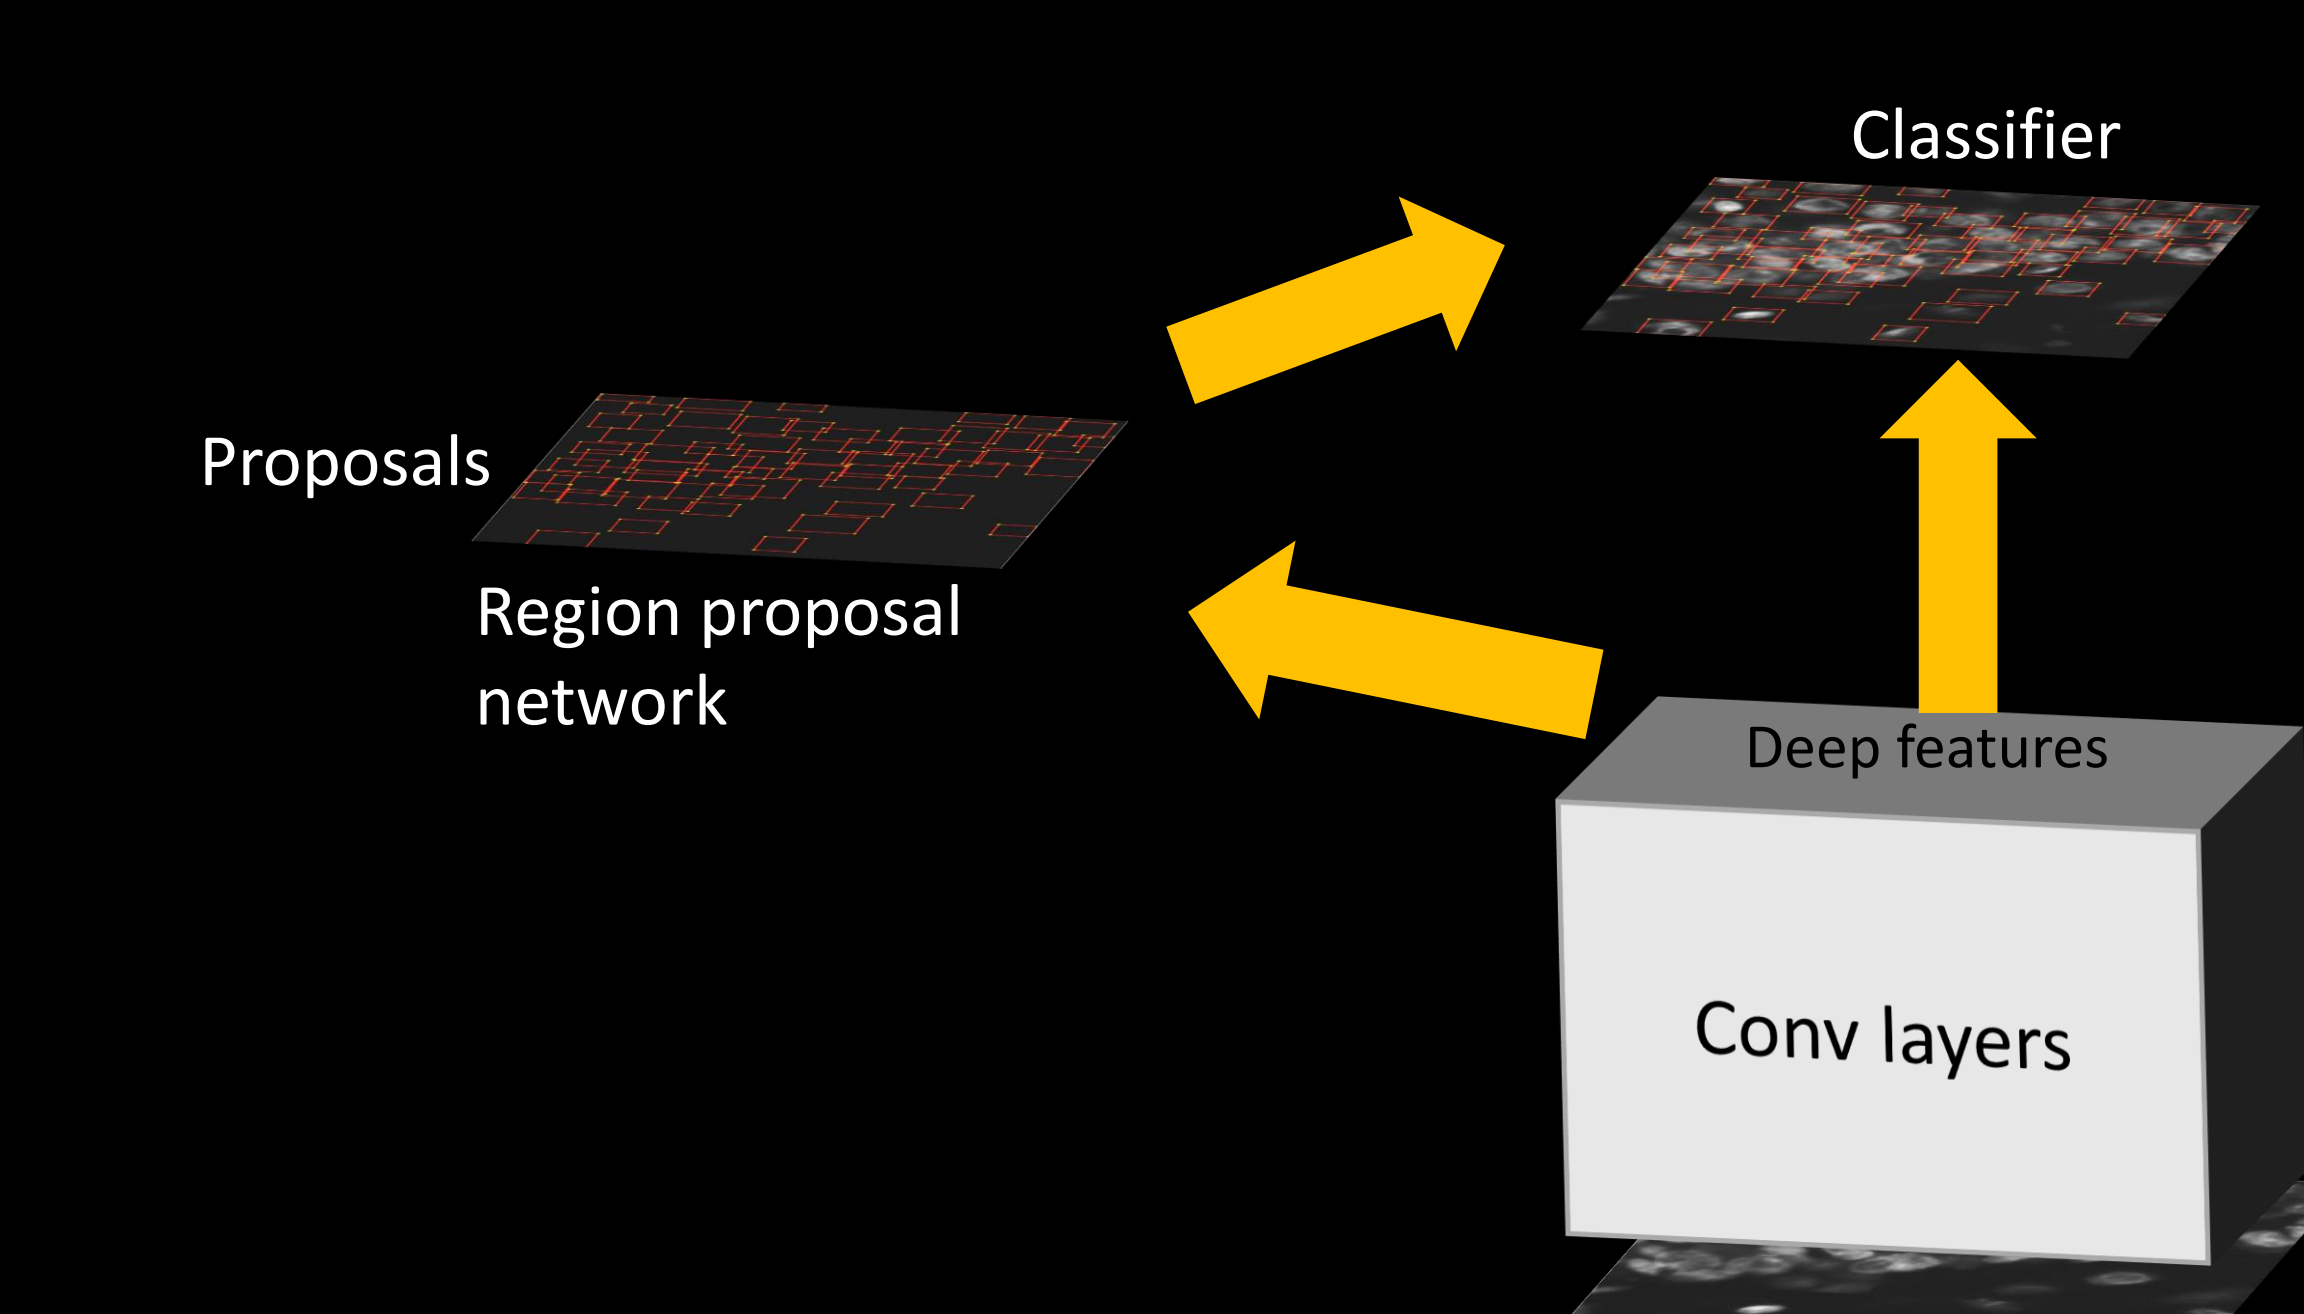 Classifier
Proposals
Region proposal
network
Deep features
Conv layers